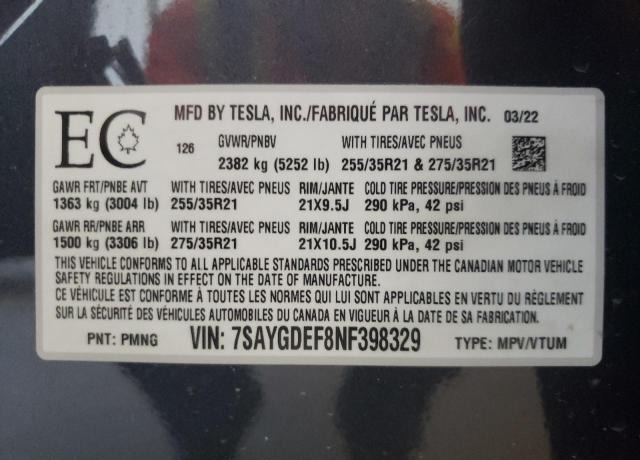 EC MFD BY TESLA, INC./FABRIQUÉ PAR TESLA, INC. 03/22
126 GVWR/PNBV WITH TIRES/AVEC PNEUS
2382 kg (5252 lb) 255/35R21 & 275/35R21
GAWR FRT/PNBE AVT WITH TIRES/AVEC PNEUS RIM/JANTE COLD TIRE PRESSURE/PRESSION DES PNEUS À FROID
1363 kg (3004 lb) 255/35R21 21X9.5J 290 kPa, 42 psi
GAWR RR/PNBE ARR WITH TIRES/AVEC PNEUS RIM/JANTE COLD TIRE PRESSURE/PRESSION DES PNEUS À FROID
1500 kg (3306 lb) 275/35R21 21X10.5J 290 kPa, 42 psi
THIS VEHICLE CONFORMS TO ALL APPLICABLE STANDARDS PRESCRIBED UNDER THE CANADIAN MOTOR VEHICLE
SAFETY REGULATIONS IN EFFECT ON THE DATE OF MANUFACTURE.
CE VÉHICULE EST CONFORME À TOUTES LES NORMES QUI LUI SONT APPLICABLES EN VERTU DU RÈGLEMENT
SUR LA SÉCURITÉ DES VÉHICULES AUTOMOBILES DU CANADA EN VIGUEUR À LA DATE DE SA FABRICATION.
PNT: PMNG VIN: 7SAYGDEF8NF398329 TYPE: MPV/VTUM